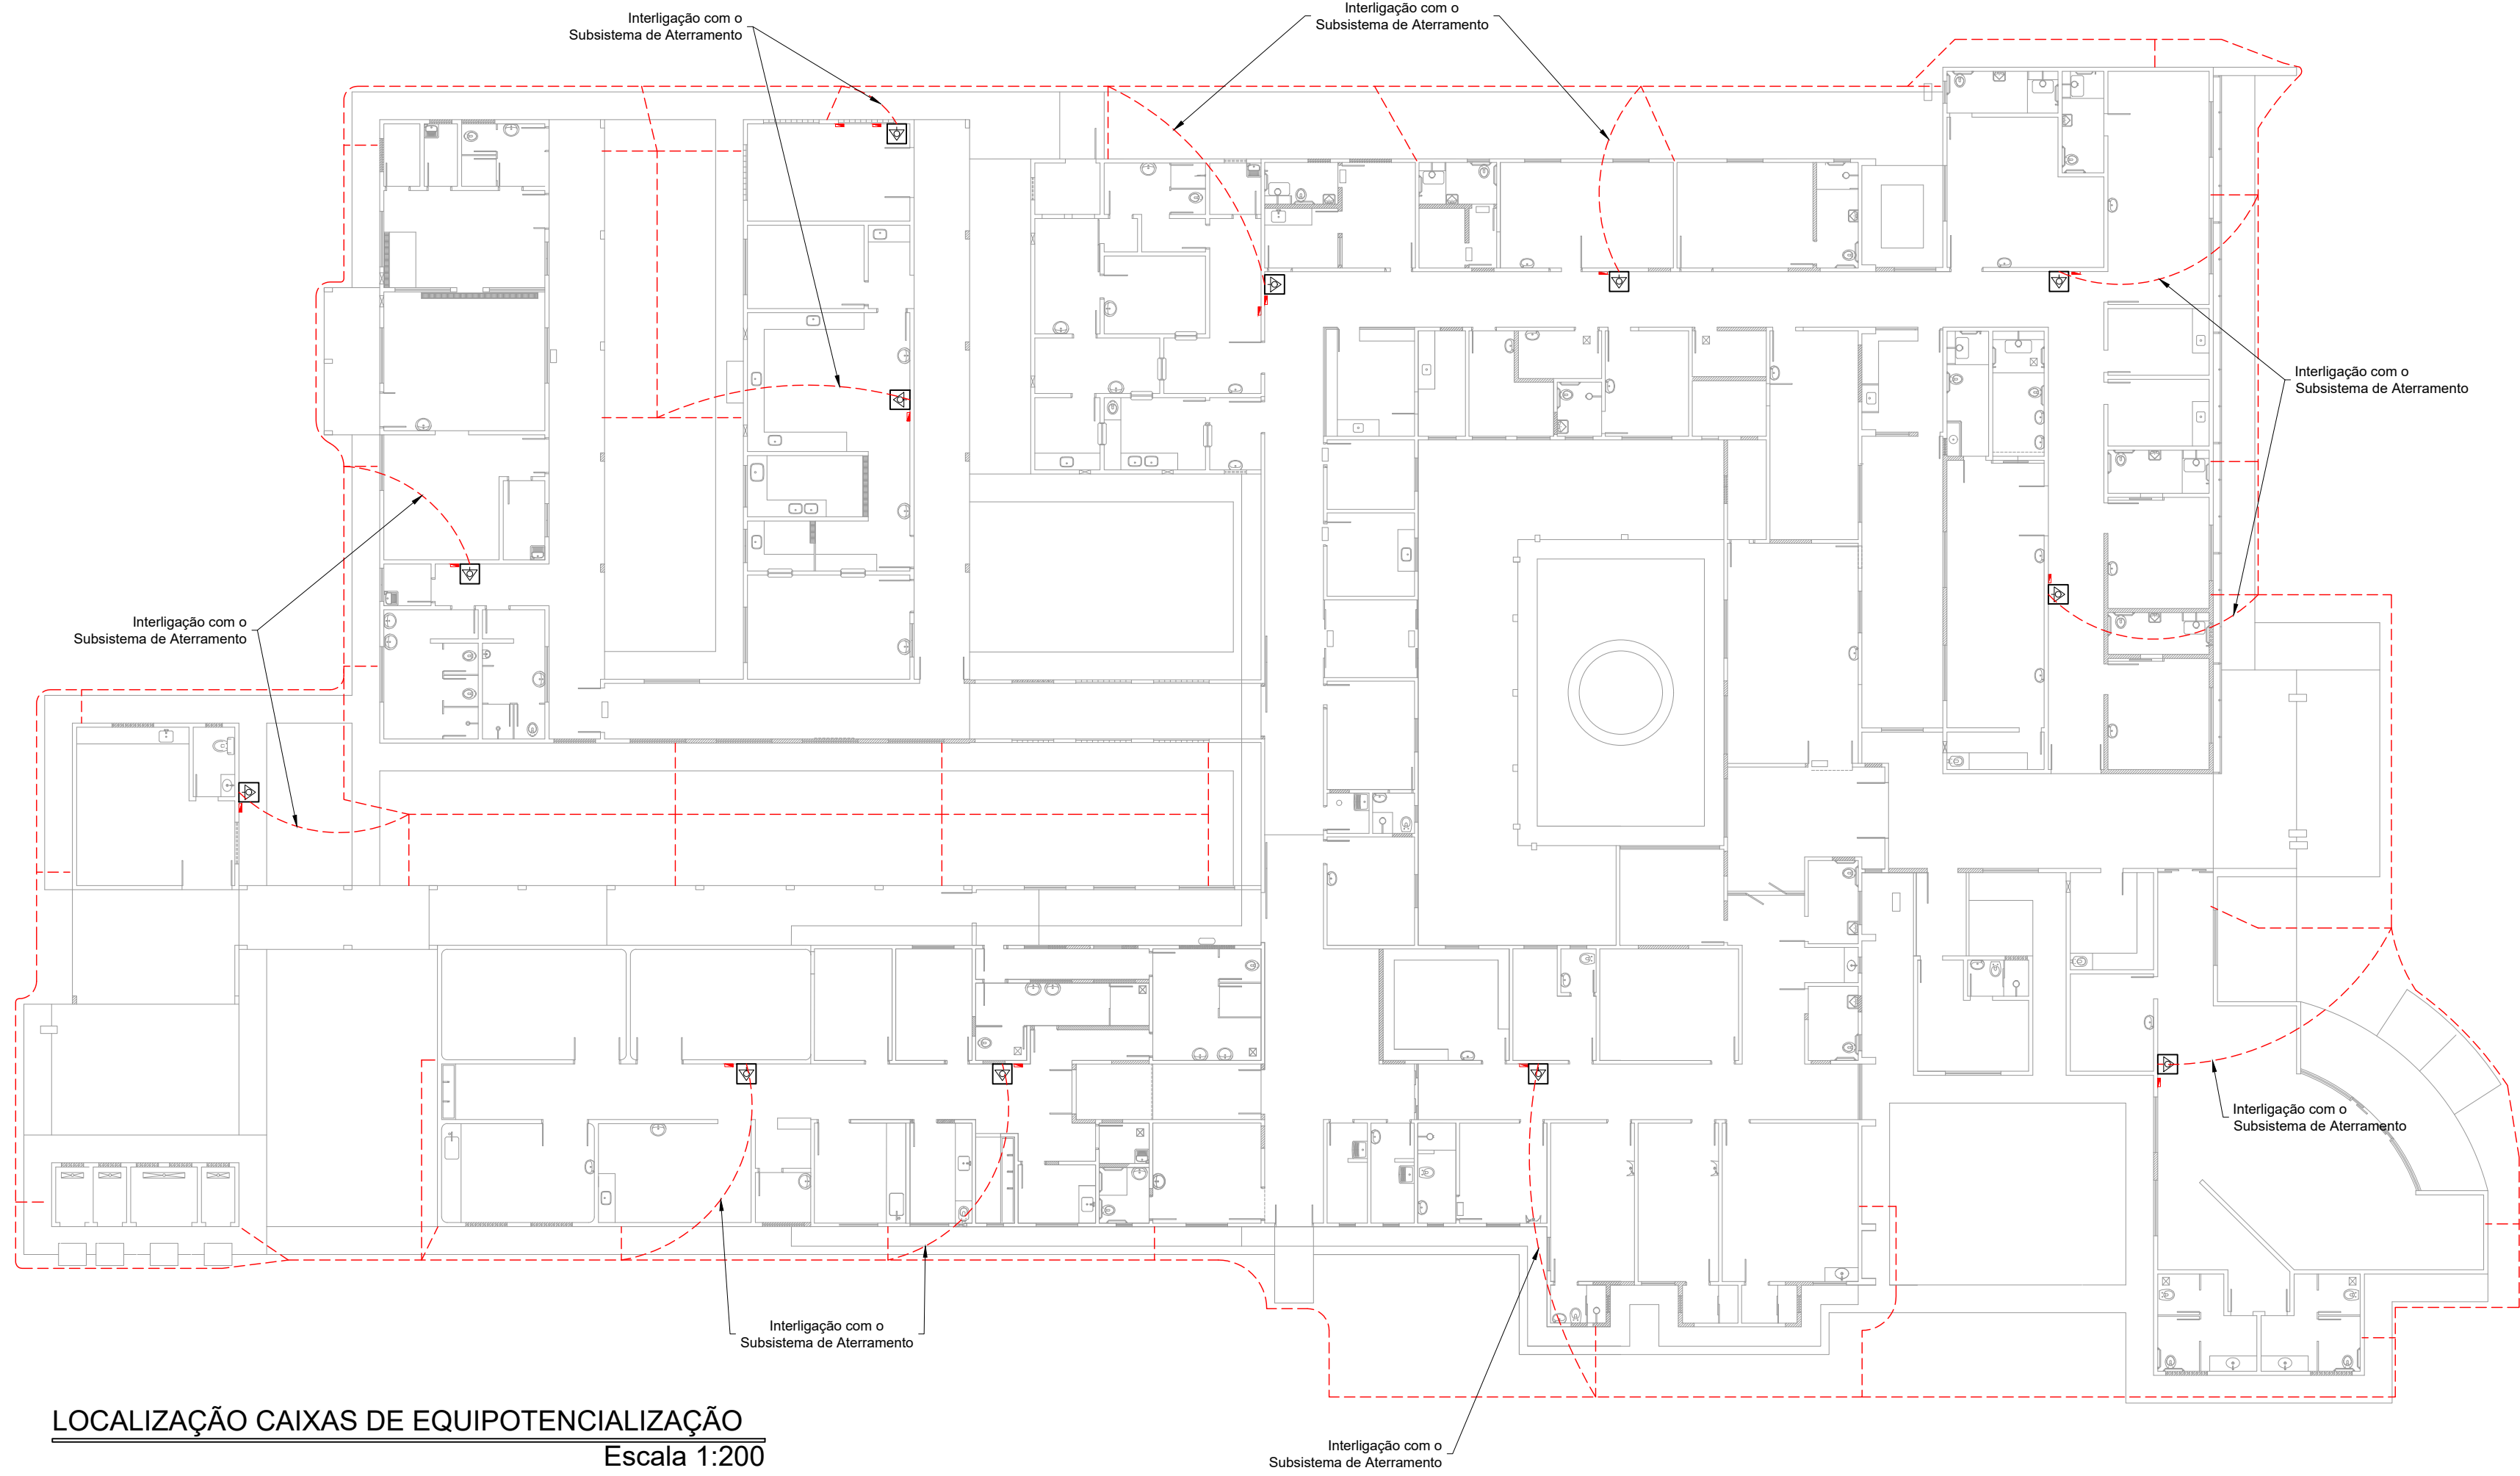 Interligação com o
Subsistema de Aterramento
Interligação com o
Subsistema de Aterramento
Interligação com o
Subsistema de Aterramento
Interligação com o
Subsistema de Aterramento
Interligação com o
Subsistema de Aterramento
Interligação com o
Subsistema de Aterramento
LOCALIZAÇÃO CAIXAS DE EQUIPOTENCIALIZAÇÃO
Escala 1:200
Interligação com o
Subsistema de Aterramento